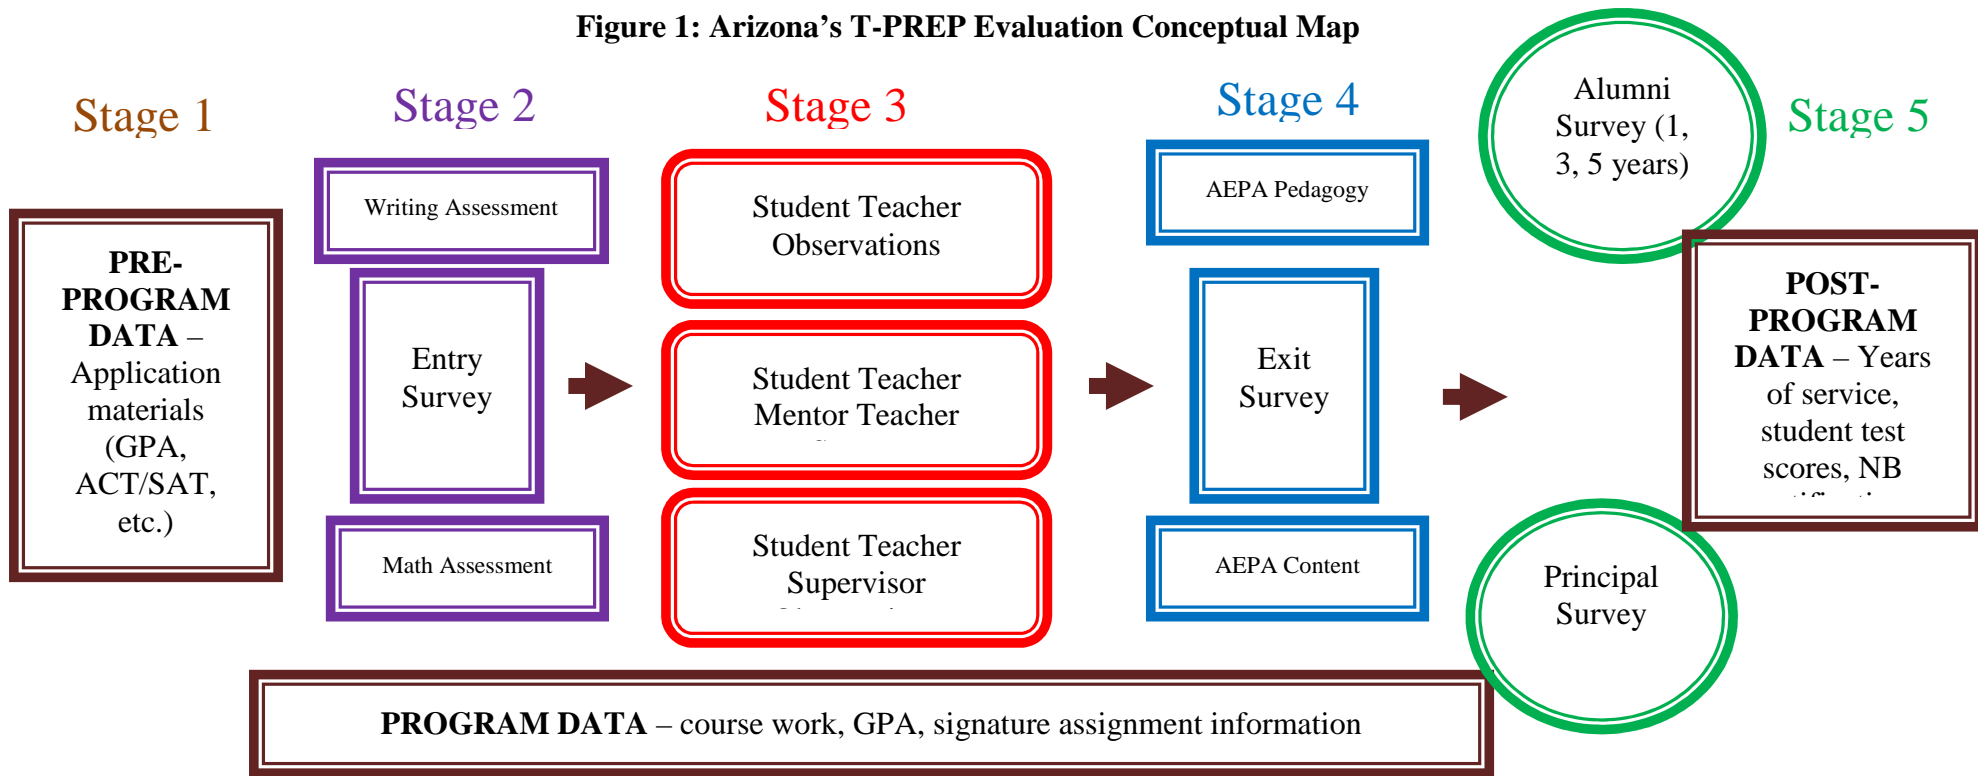 Figure 1: Arizona's T-PREP Evaluation Conceptual Map
Stage 1
Stage 2
Stage 3
Stage 4
Stage 5
PRE-
PROGRAM
DATA –
Application
materials
(GPA,
ACT/SAT,
etc.)
Writing Assessment
Entry
Survey
Math Assessment
Student Teacher
Observations
Student Teacher
Mentor Teacher
Student Teacher
Supervisor
AEPA Pedagogy
Exit
Survey
AEPA Content
Alumni
Survey (1,
3, 5 years)
Principal
Survey
POST-
PROGRAM
DATA – Years
of service,
student test
scores, NB
PROGRAM DATA – course work, GPA, signature assignment information